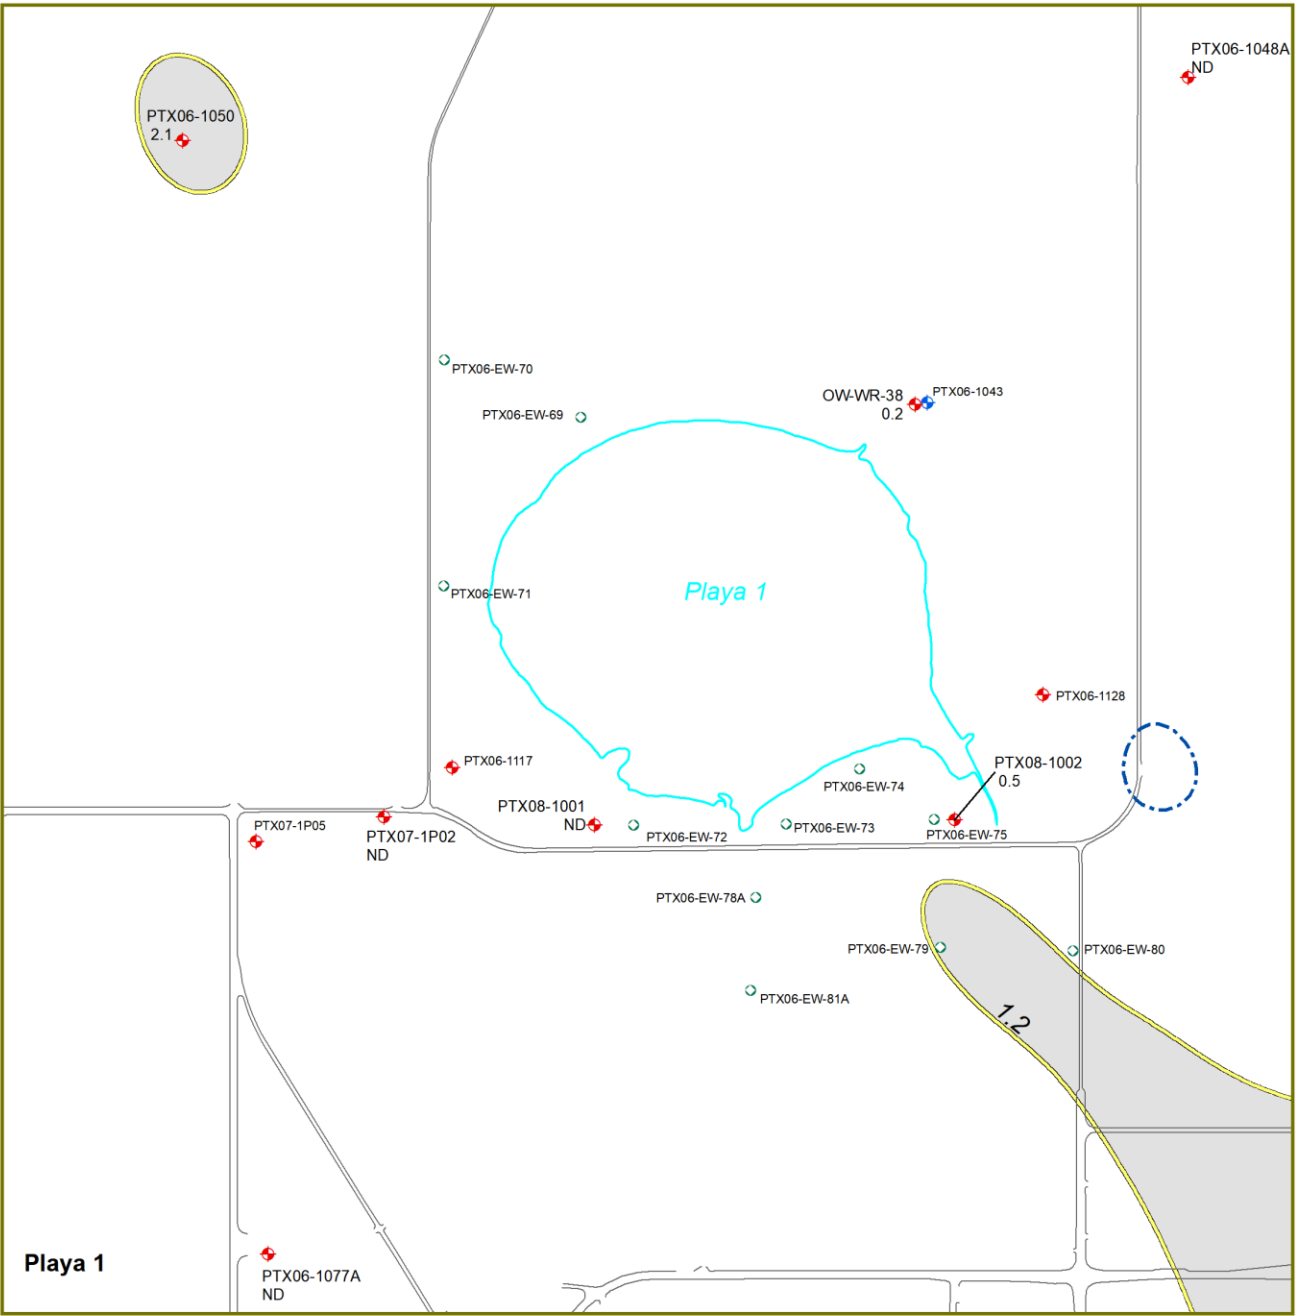 PTX06-1048A
ND
PTX06-1050
2.1
PTX06-EW-70
PTX06-EW-69
OW-WR-38
0.2
PTX06-1043
Playa 1
PTX06-EW-71
PTX06-1128
PTX06-1117
PTX08-1002
0.5
PTX06-EW-74
PTX08-1001
ND
PTX06-EW-72
PTX06-EW-73
PTX06-EW-75
PTX07-1P05
PTX07-1P02
ND
PTX06-EW-78A
PTX06-EW-79
PTX06-EW-80
PTX06-EW-81A
1.2
Playa 1
PTX06-1077A
ND